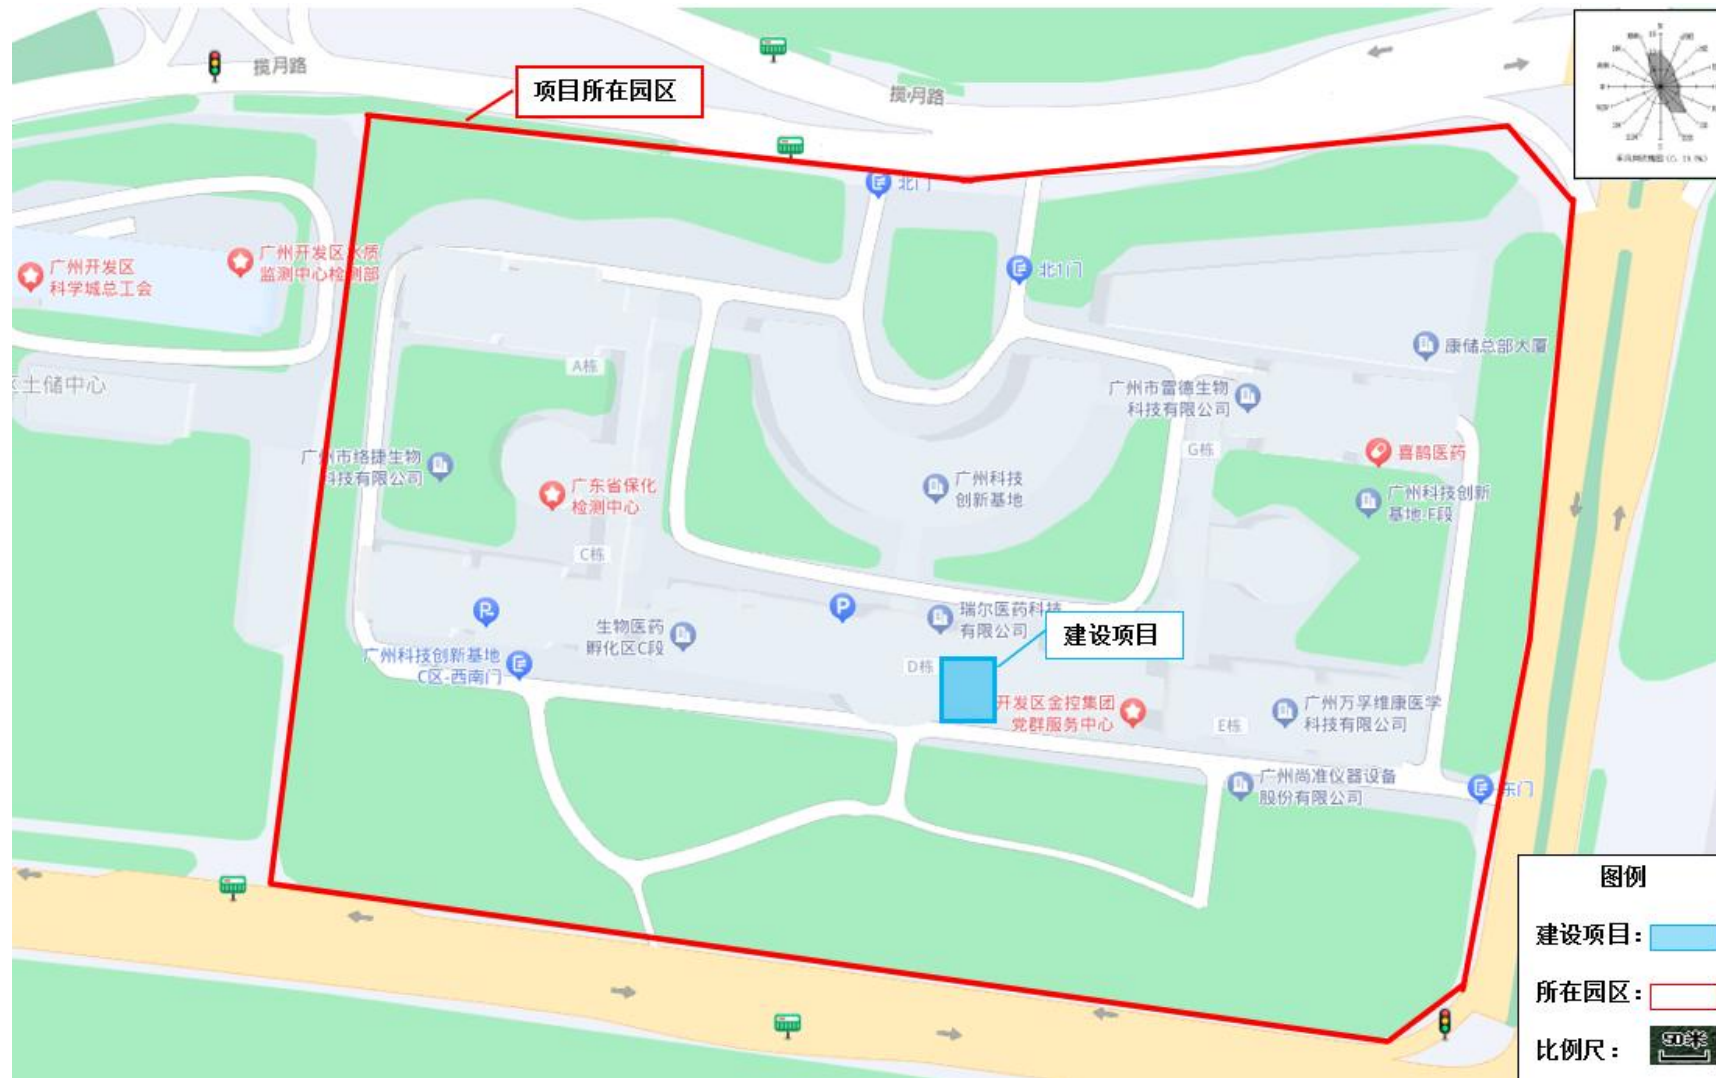 揽月路
揽月路
项目所在园区
北门
北1门
广州开发区
科学城总工会
广州开发区水质
监测中心检测部
区土储中心
康储总部大厦
A栋
广州市雷德生物
科技有限公司
G栋
喜鹊医药
广州市络捷生物
科技有限公司
广东省保化
检测中心
广州科技
创新基地
广州科技创新
基地-F段
C栋
P
P
瑞尔医药科技
有限公司
建设项目
生物医药
孵化区C段
广州科技创新基地
C区-西南门
D栋
开发区金控集团
党群服务中心
E栋
广州万孚维康医学
科技有限公司
广州尚准仪器设备
股份有限公司
东门
图例
建设项目：
所在园区：
比例尺：
50米